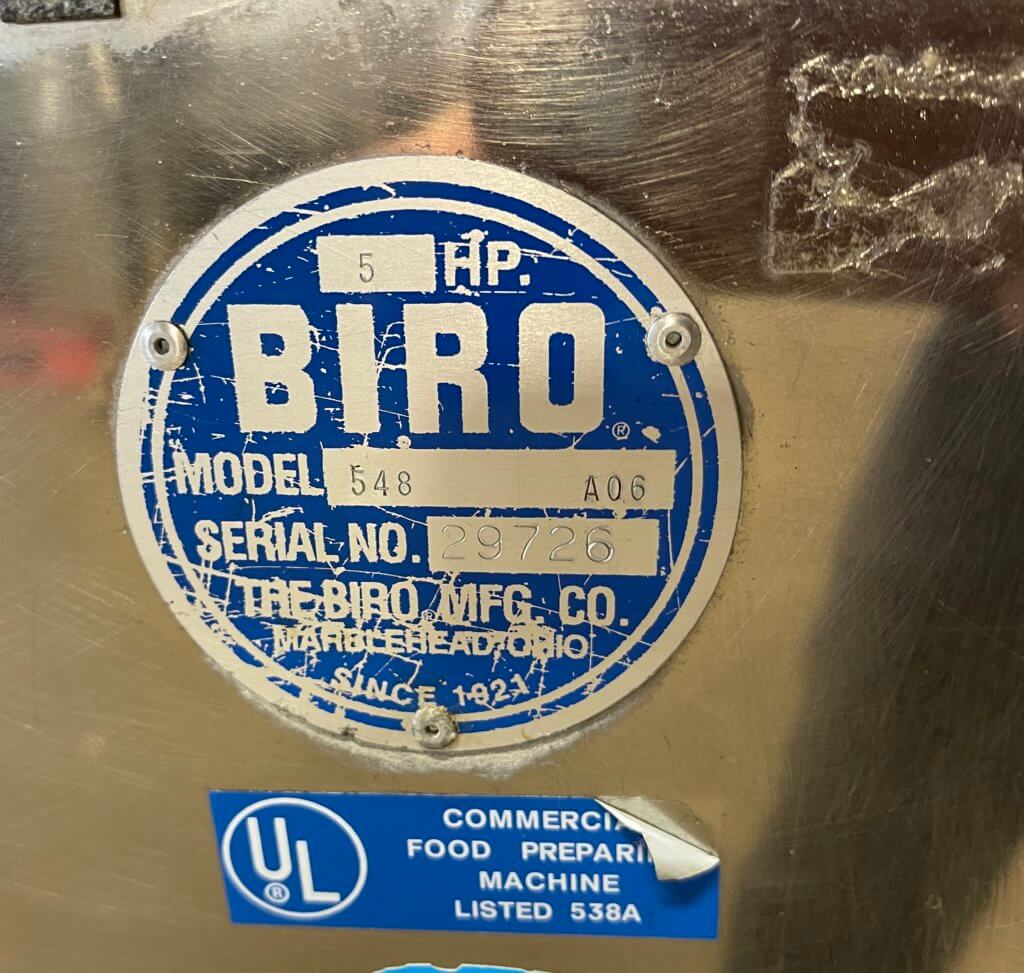 5 HP.
BIRO®
MODEL 548 A06
SERIAL NO. 29726
THE BIRO® MFG. CO.
MARBLEHEAD OHIO
SINCE 1921
UL® COMMERCIA
FOOD PREPARI
MACHINE
LISTED 538A